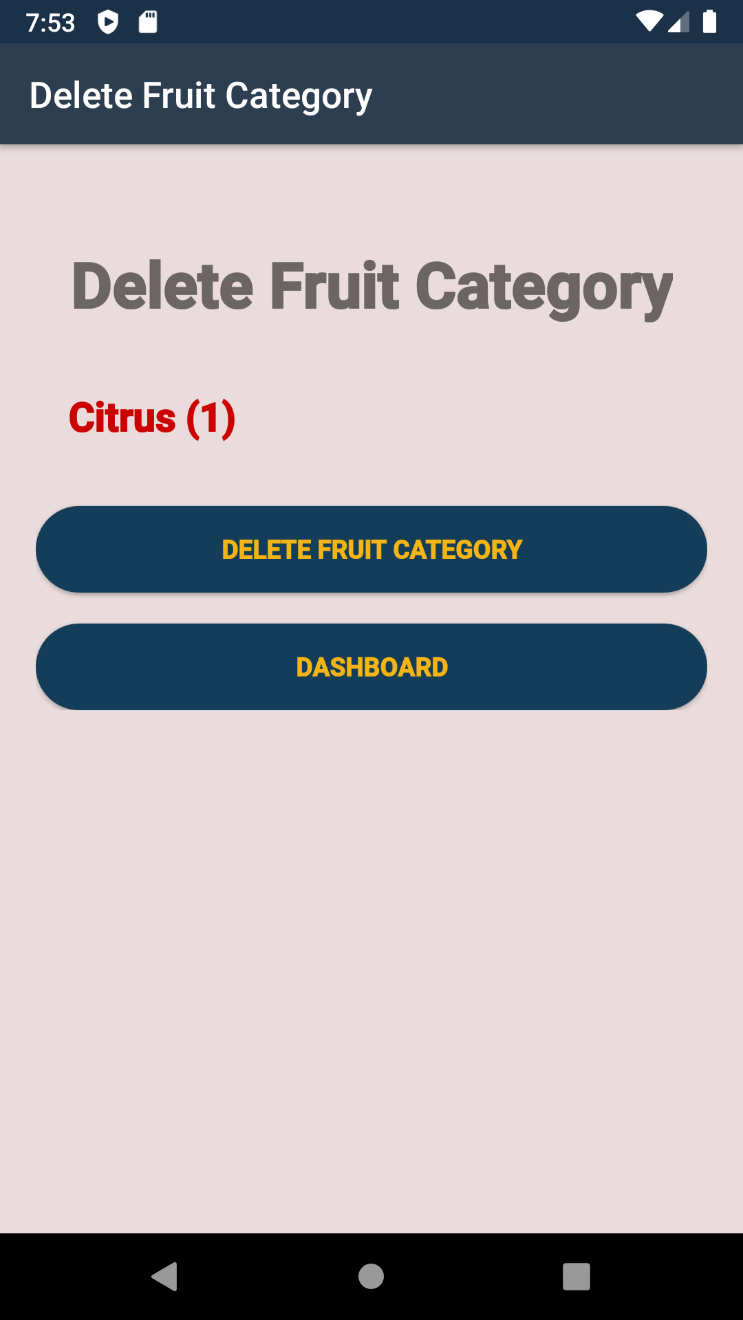 7:53
Delete Fruit Category
Delete Fruit Category
Citrus (1)
DELETE FRUIT CATEGORY
DASHBOARD